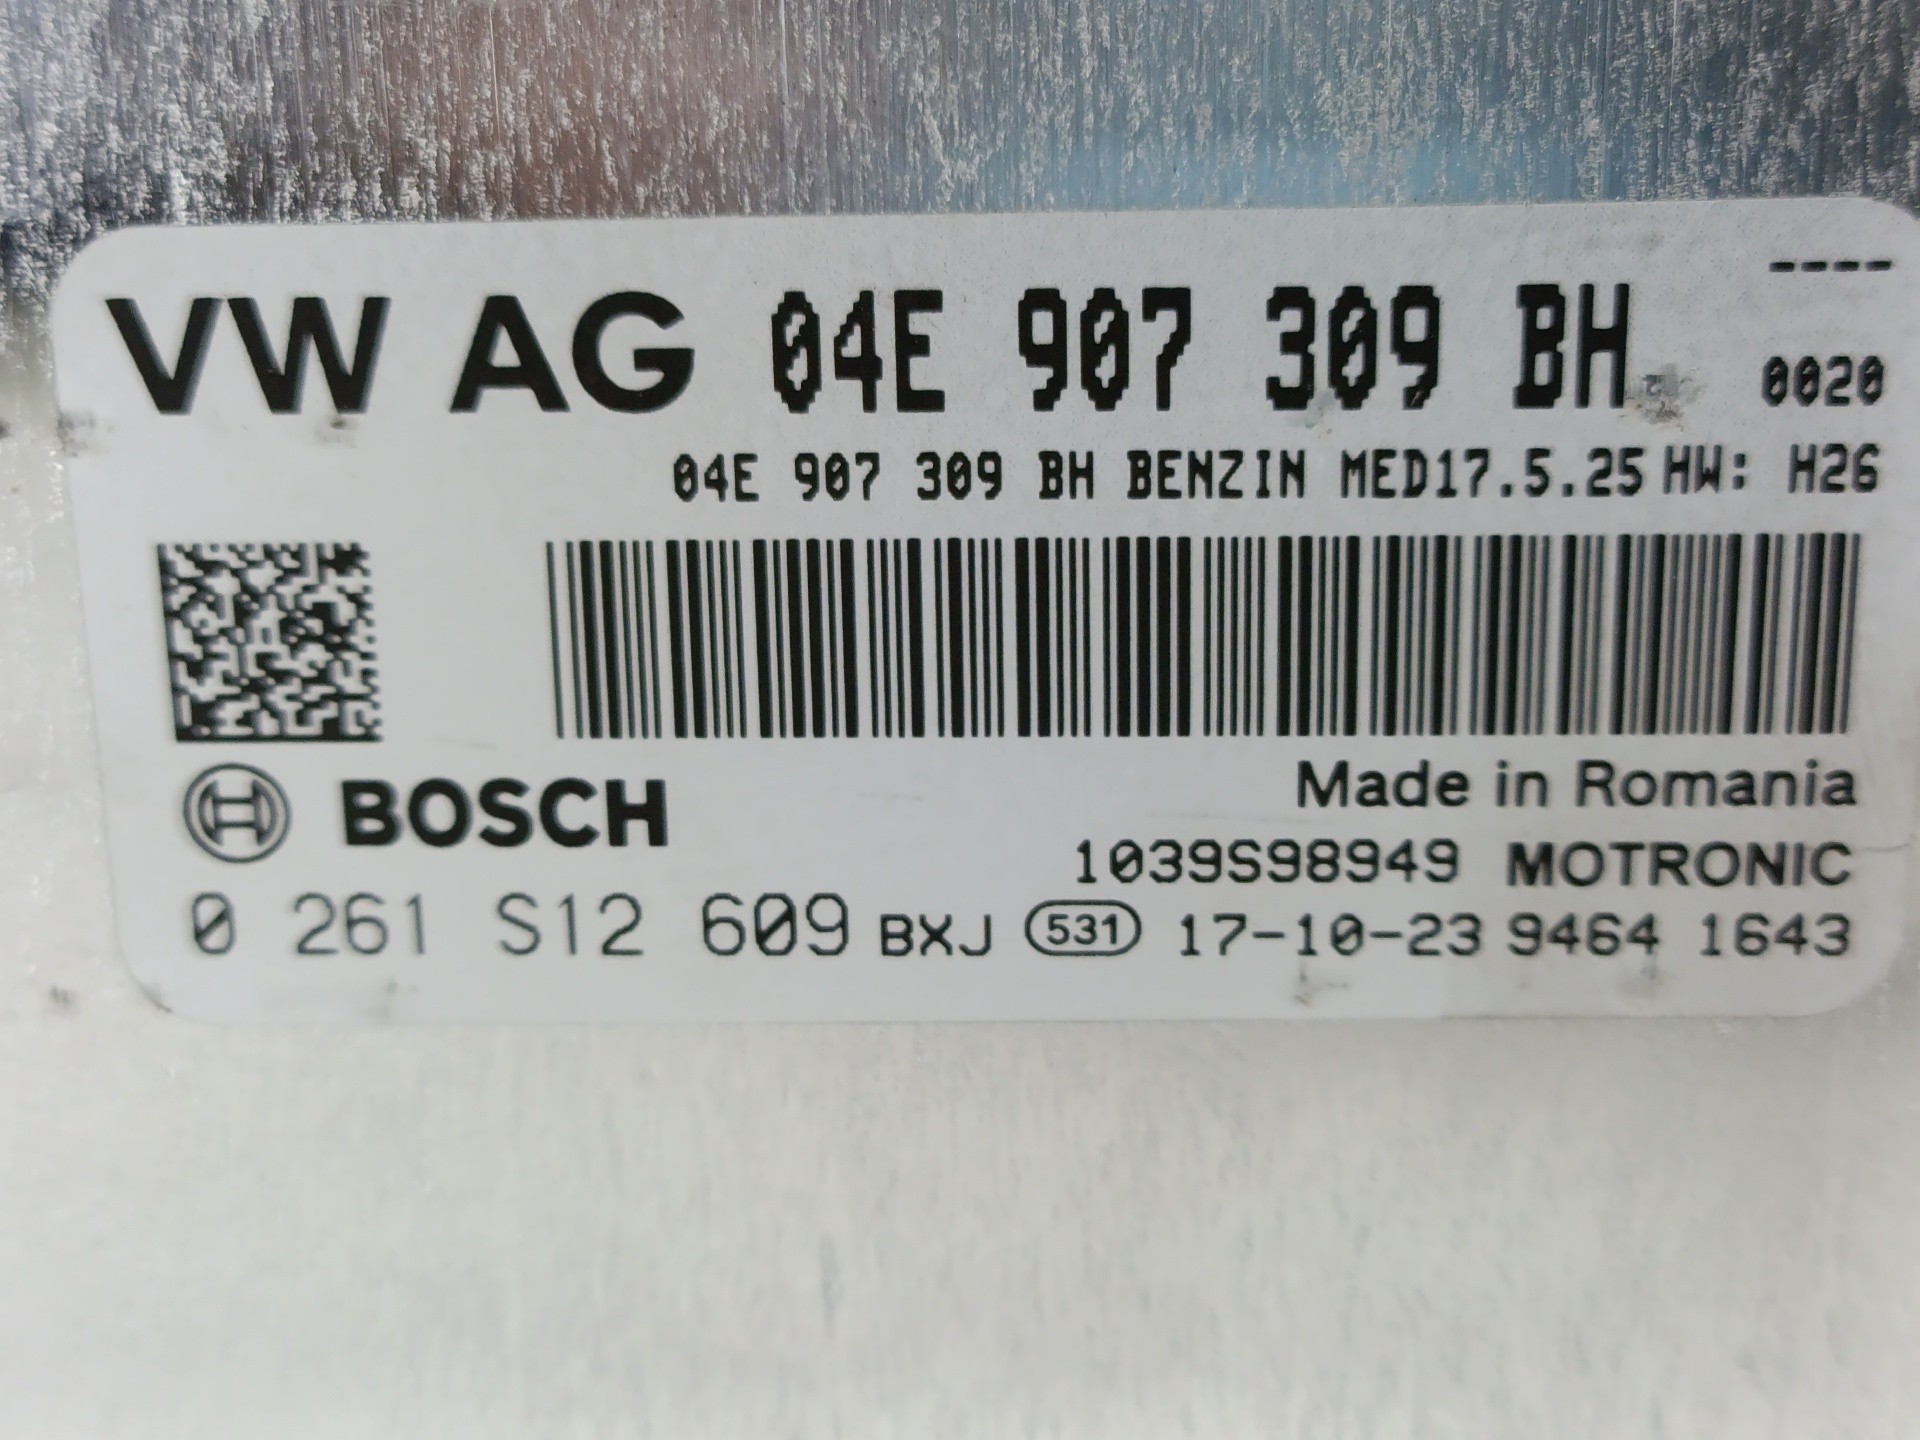 ----
VW AG 04E 907 309 BH 0020
04E 907 309 BH BENZIN MED17.5.25 HW: H26
BOSCH Made in Romania
1039S98949 MOTRONIC
0 261 S12 609 BXJ 531 17-10-23 9464 1643